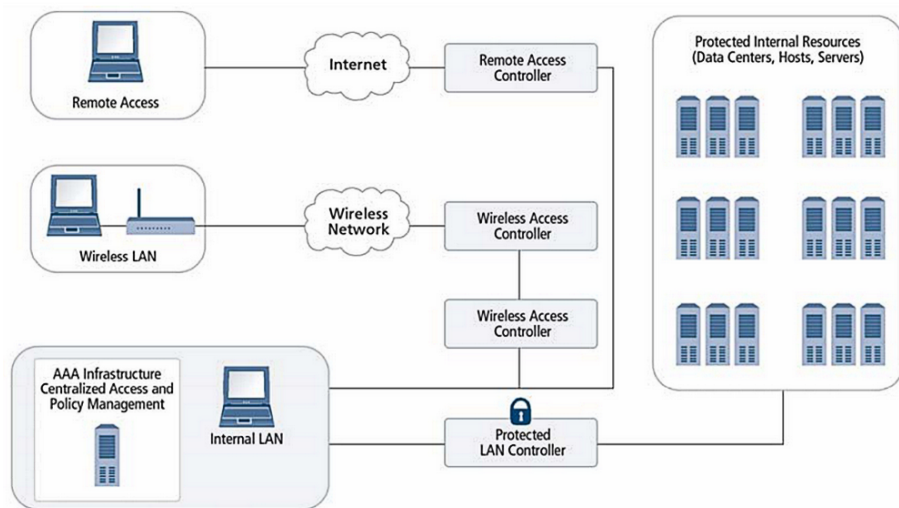 Remote Access
Internet
Remote Access
Controller
Protected Internal Resources
(Data Centers, Hosts, Servers)
Wireless LAN
Wireless
Network
Wireless Access
Controller
Wireless Access
Controller
AAA Infrastructure
Centralized Access and
Policy Management
Internal LAN
Protected
LAN Controller